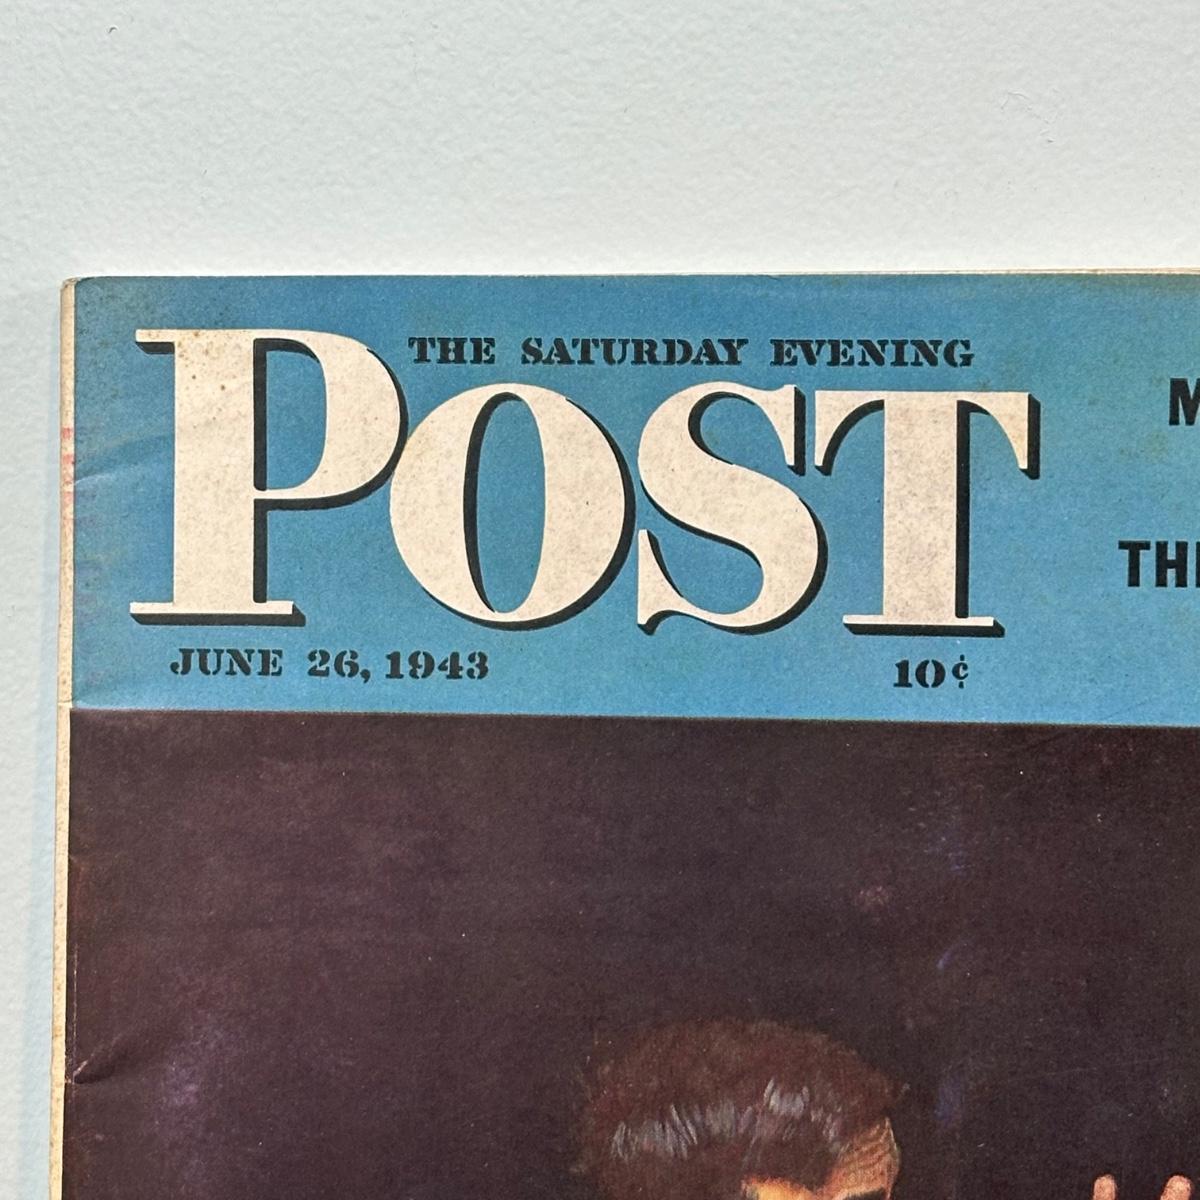 THE SATURDAY EVENING
POST
JUNE 26, 1943
10¢